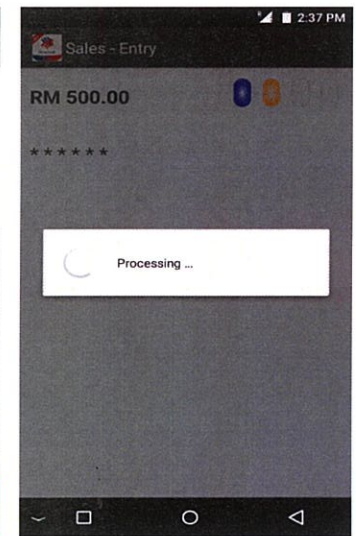 2:37 PM
Sales - Entry
RM 500.00
******
Processing ...